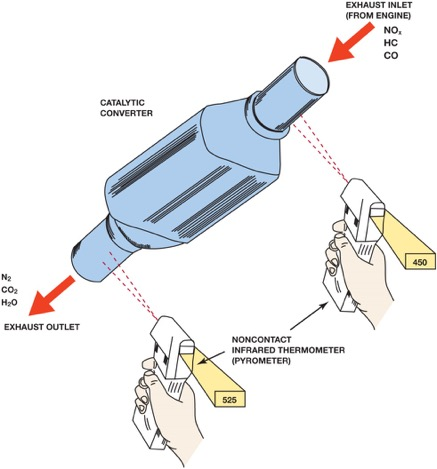 EXHAUST INLET
(FROM ENGINE)
NOₓ
HC
CO
CATALYTIC
CONVERTER
450
N₂
CO₂
H₂O
EXHAUST OUTLET
NONCONTACT
INFRARED THERMOMETER
(PYROMETER)
525